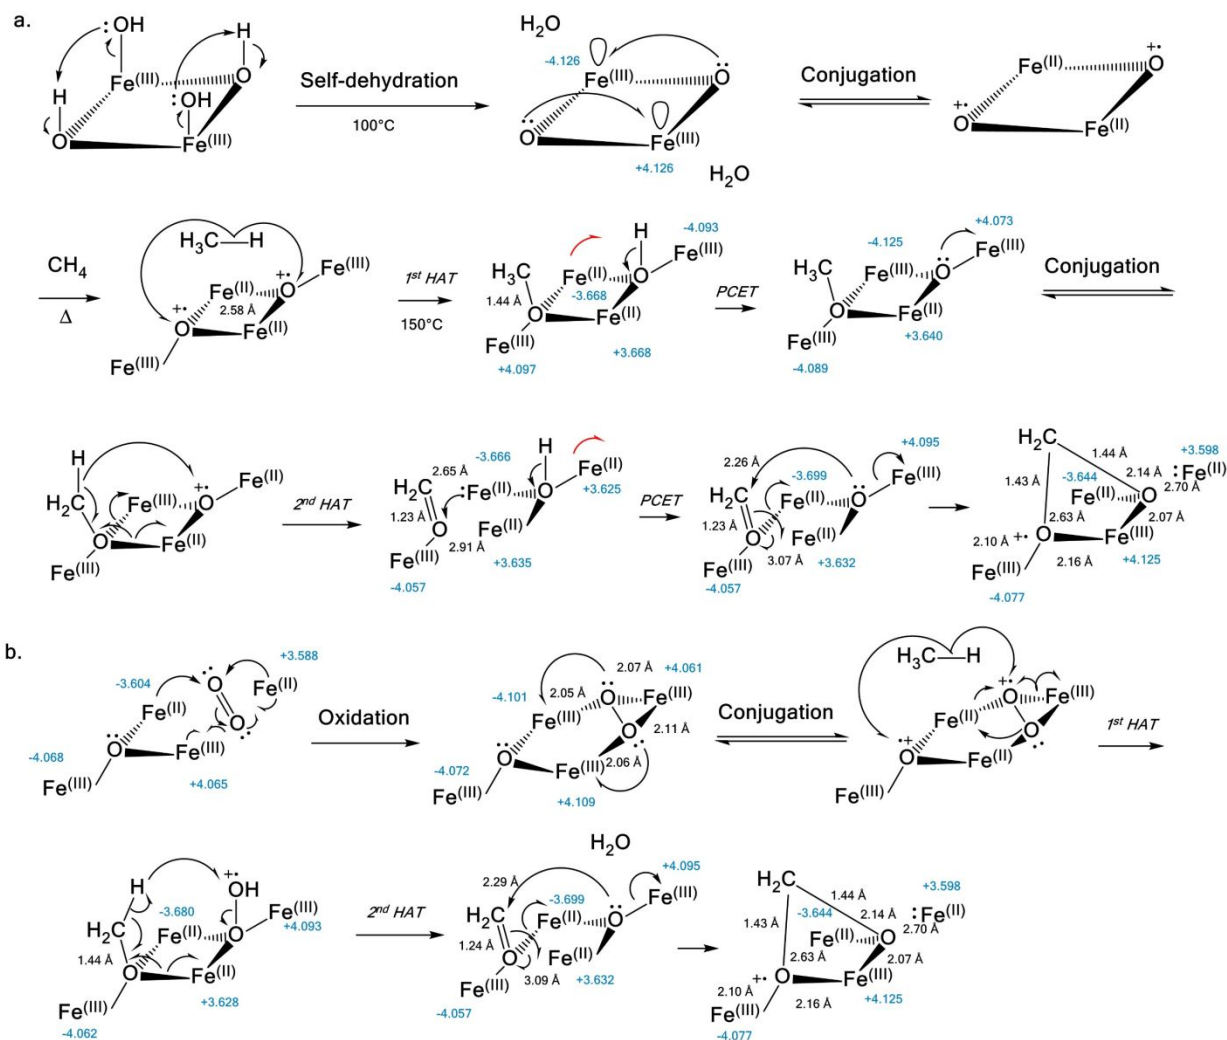 a.
:OH H
H Fe(III) O
:OH
O Fe(III)
Self-dehydration
100°C
H2O
-4.126
Fe(III) O
O Fe(III)
+4.126
H2O
Conjugation
Fe(II) O+•
+•O Fe(II)
CH4
Δ
H3C—H
+• Fe(III)
Fe(II) O
+• 2.58 Å
O Fe(II)
Fe(III)
1st HAT
150°C
H -4.093
H3C Fe(III)
Fe(II) O
1.44 Å -3.668
O Fe(II)
Fe(III) +3.668
+4.097
PCET
+4.073
-4.125 Fe(III)
H3C Fe(III) O
O Fe(II)
Fe(III) +3.640
-4.089
Conjugation
H
H2C +• Fe(II)
Fe(III) O
O Fe(II)
Fe(III)
2nd HAT
H
-3.666 Fe(II)
2.65 Å +3.625
H2C :Fe(II) O
1.23 Å Fe(II)
O
2.91 Å +3.635
Fe(III)
-4.057
PCET
+4.095
2.26 Å -3.699 Fe(III)
H2C Fe(II) O
1.23 Å Fe(II)
O
3.07 Å +3.632
Fe(III)
-4.057
H2C 1.44 Å +3.598
2.14 Å :Fe(II)
1.43 Å -3.644 2.70 Å
Fe(II) O
2.63 Å 2.07 Å
2.10 Å +• O Fe(III)
Fe(III) 2.16 Å +4.125
-4.077
b.
+3.588
-3.604 O Fe(II)
Fe(II) O
O Fe(III)
-4.068 +4.065
Fe(III)
Oxidation
2.07 Å +4.061
-4.101 2.05 Å O Fe(III)
Fe(III) O 2.11 Å
O Fe(III) 2.06 Å
-4.072 +4.109
Fe(III)
Conjugation
H3C—H
+• O Fe(III)
Fe(II) O
•+ O Fe(II)
Fe(III)
1st HAT
H +•OH
-3.680 Fe(III)
H2C Fe(II) O +4.093
1.44 Å O Fe(II)
Fe(III) +3.628
-4.062
2nd HAT
H2O
+4.095
2.29 Å -3.699 Fe(III)
H2C Fe(II) O
1.24 Å Fe(II)
O
Fe(III) 3.09 Å +3.632
-4.057
H2C 1.44 Å +3.598
1.43 Å -3.644 2.14 Å :Fe(II)
2.70 Å
Fe(II) O
2.63 Å 2.07 Å
2.10 Å +• O Fe(III)
Fe(III) 2.16 Å +4.125
-4.077